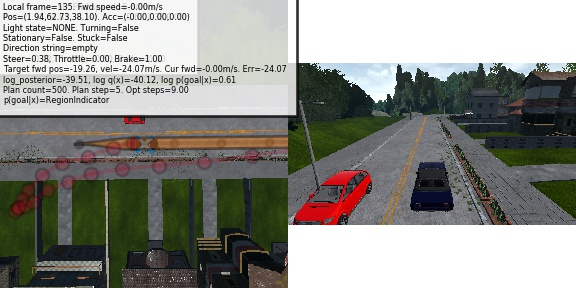 Local frame=135: Fwd speed=-0.00m/s
Pos=(1.94,62.73,38.10). Acc=(-0.00,0.00,0.00)
Light state=NONE. Turning=False
Stationary=False. Stuck=False
Direction string=empty
Steer=0.38; Throttle=0.00, Brake=1.00
Target fwd pos=-19.26, vel=-24.07m/s. Cur fwd=-0.00m/s. Err=-24.07
log_posterior=-39.51, log q(x)=-40.12, log p(goal|x)=0.61
Plan count=500. Plan step=5. Opt steps=9.00
p(goal|x)=RegionIndicator